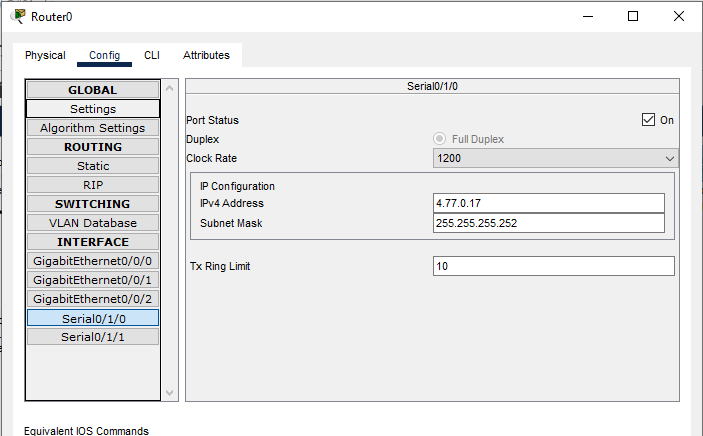 Router0
Physical Config CLI Attributes
GLOBAL
Settings
Algorithm Settings
ROUTING
Static
RIP
SWITCHING
VLAN Database
INTERFACE
GigabitEthernet0/0/0
GigabitEthernet0/0/1
GigabitEthernet0/0/2
Serial0/1/0
Serial0/1/1
Serial0/1/0
Port Status On
Duplex Full Duplex
Clock Rate 1200
IP Configuration
IPv4 Address 4.77.0.17
Subnet Mask 255.255.255.252
Tx Ring Limit 10
Equivalent IOS Commands